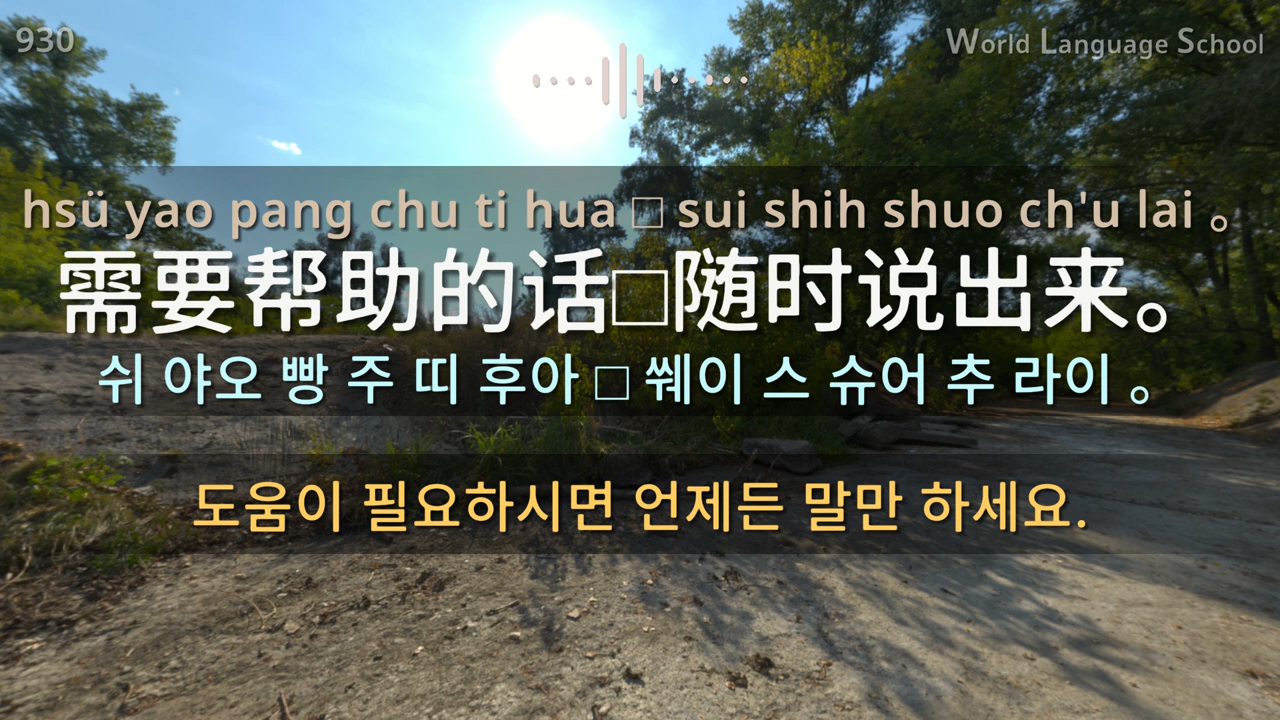 930
World Language School
hsü yao pang chu ti hua □ sui shih shuo ch'u lai 。
需要帮助的话□随时说出来。
쉬 야오 빵 주 띠 후아 □ 쒜이 스 슈어 추 라이 。
도움이 필요하시면 언제든 말만 하세요.